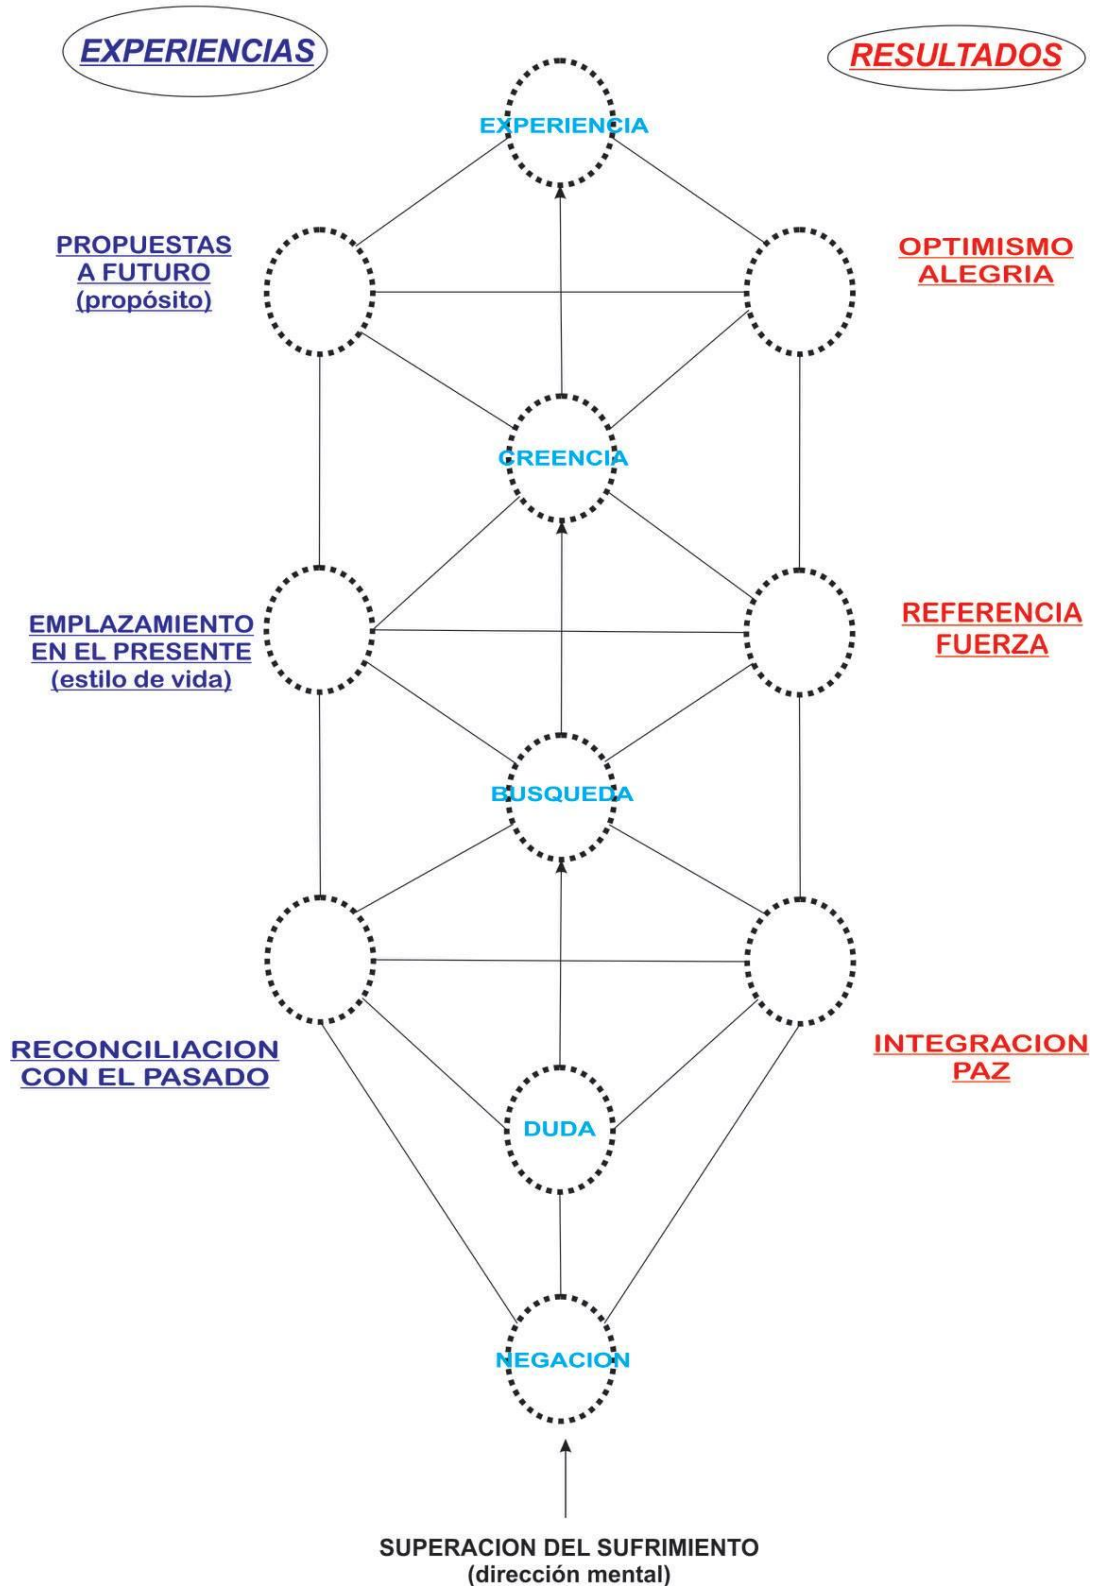 EXPERIENCIAS
RESULTADOS
EXPERIENCIA
PROPUESTAS
A FUTURO
(propósito)
OPTIMISMO
ALEGRIA
CREENCIA
EMPLAZAMIENTO
EN EL PRESENTE
(estilo de vida)
REFERENCIA
FUERZA
BUSQUEDA
RECONCILIACION
CON EL PASADO
INTEGRACION
PAZ
DUDA
NEGACION
SUPERACION DEL SUFRIMIENTO
(dirección mental)